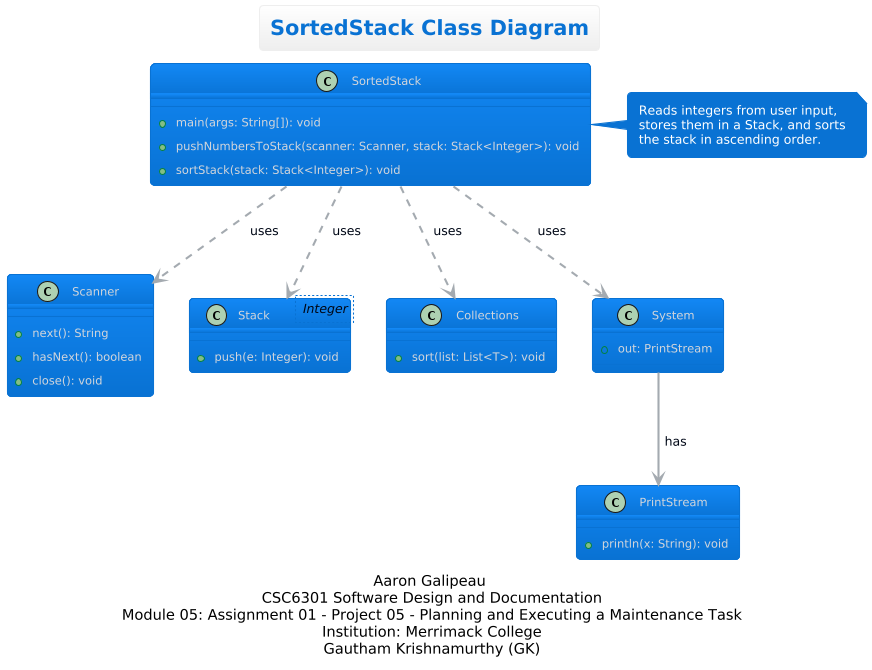 SortedStack Class Diagram
C SortedStack
main(args: String[]): void
pushNumbersToStack(scanner: Scanner, stack: Stack<Integer>): void
sortStack(stack: Stack<Integer>): void
Reads integers from user input,
stores them in a Stack, and sorts
the stack in ascending order.
uses
uses
uses
uses
C Scanner
next(): String
hasNext(): boolean
close(): void
C Stack
Integer
push(e: Integer): void
C Collections
sort(list: List<T>): void
C System
out: PrintStream
has
C PrintStream
println(x: String): void
Aaron Galipeau
CSC6301 Software Design and Documentation
Module 05: Assignment 01 - Project 05 - Planning and Executing a Maintenance Task
Institution: Merrimack College
Gautham Krishnamurthy (GK)